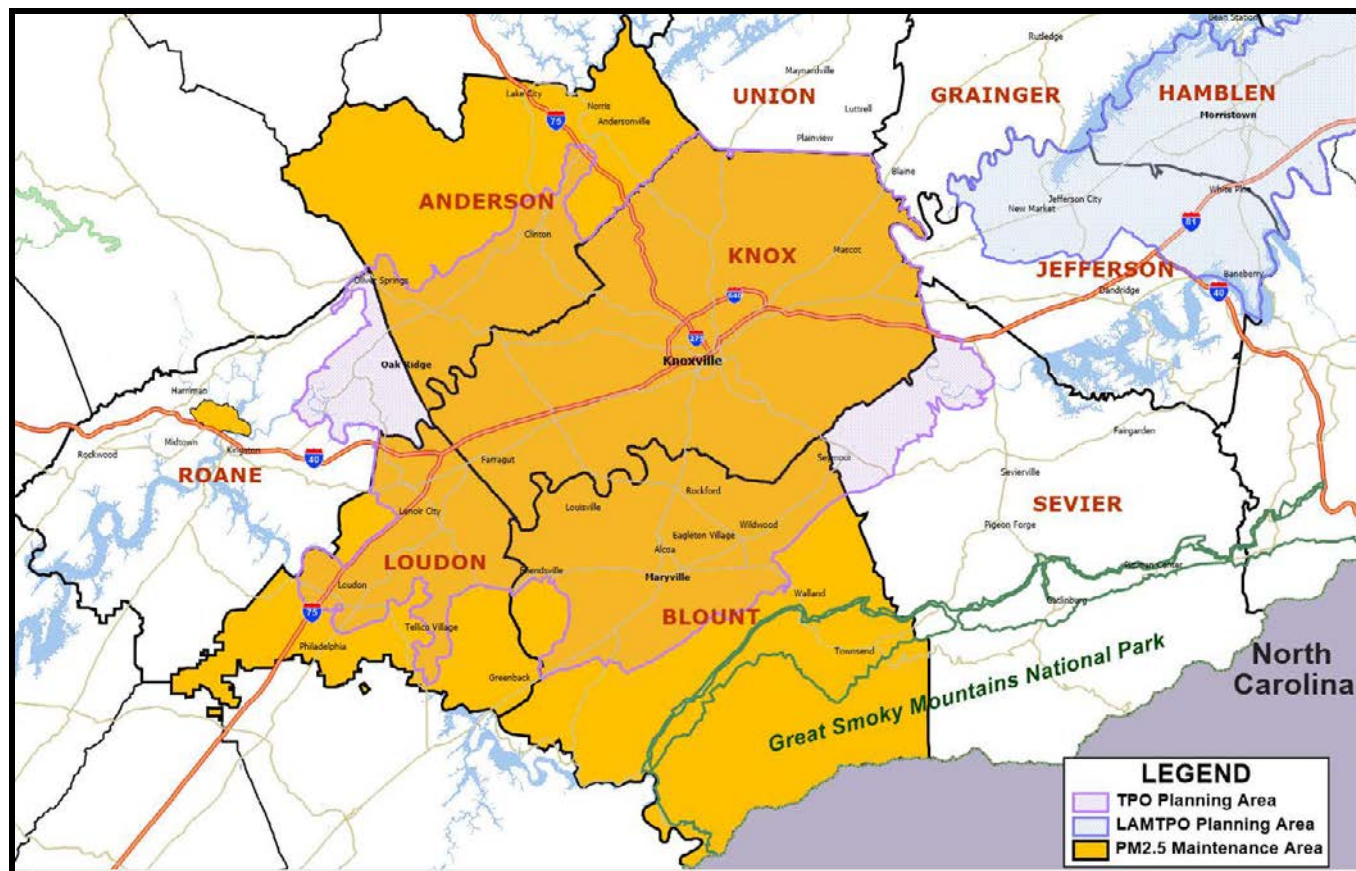 Bean Station
Rutledge
Maynardville
UNION
GRAINGER
HAMBLEN
Lake City
Norris
Luttrell
Morristown
75
Andersonville
Plainview
Blaine
White Pine
ANDERSON
Jefferson City
New Market
81
Clinton
KNOX
Mascot
JEFFERSON
Baneberry
Oliver Springs
Dandridge
640
40
275
Knoxville
Oak Ridge
Harriman
Fairgarden
Midtown
Kingston
Rockwood
40
Farragut
Seymour
ROANE
Sevierville
Rockford
SEVIER
Louisville
Lenoir City
Wildwood
Pigeon Forge
Eagleton Village
Alcoa
LOUDON
Friendsville
Pittman Center
Maryville
Loudon
Walland
Gatlinburg
75
BLOUNT
Tellico Village
Philadelphia
Townsend
Greenback
North
Carolina
Great Smoky Mountains National Park
LEGEND
TPO Planning Area
LAMTPO Planning Area
PM2.5 Maintenance Area